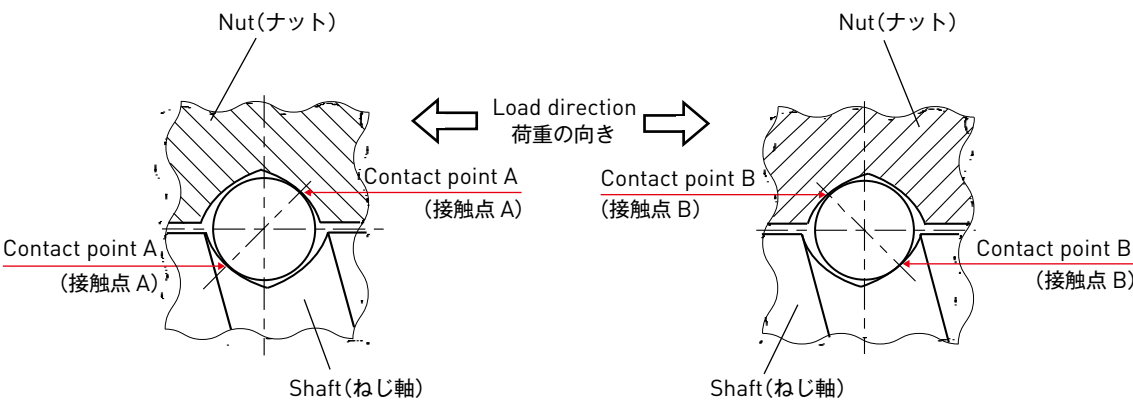 Nut(ナット)
Nut(ナット)
Load direction
荷重の向き
Contact point A
(接触点 A)
Contact point B
(接触点 B)
Contact point A
(接触点 A)
Contact point B
(接触点 B)
Shaft(ねじ軸)
Shaft(ねじ軸)